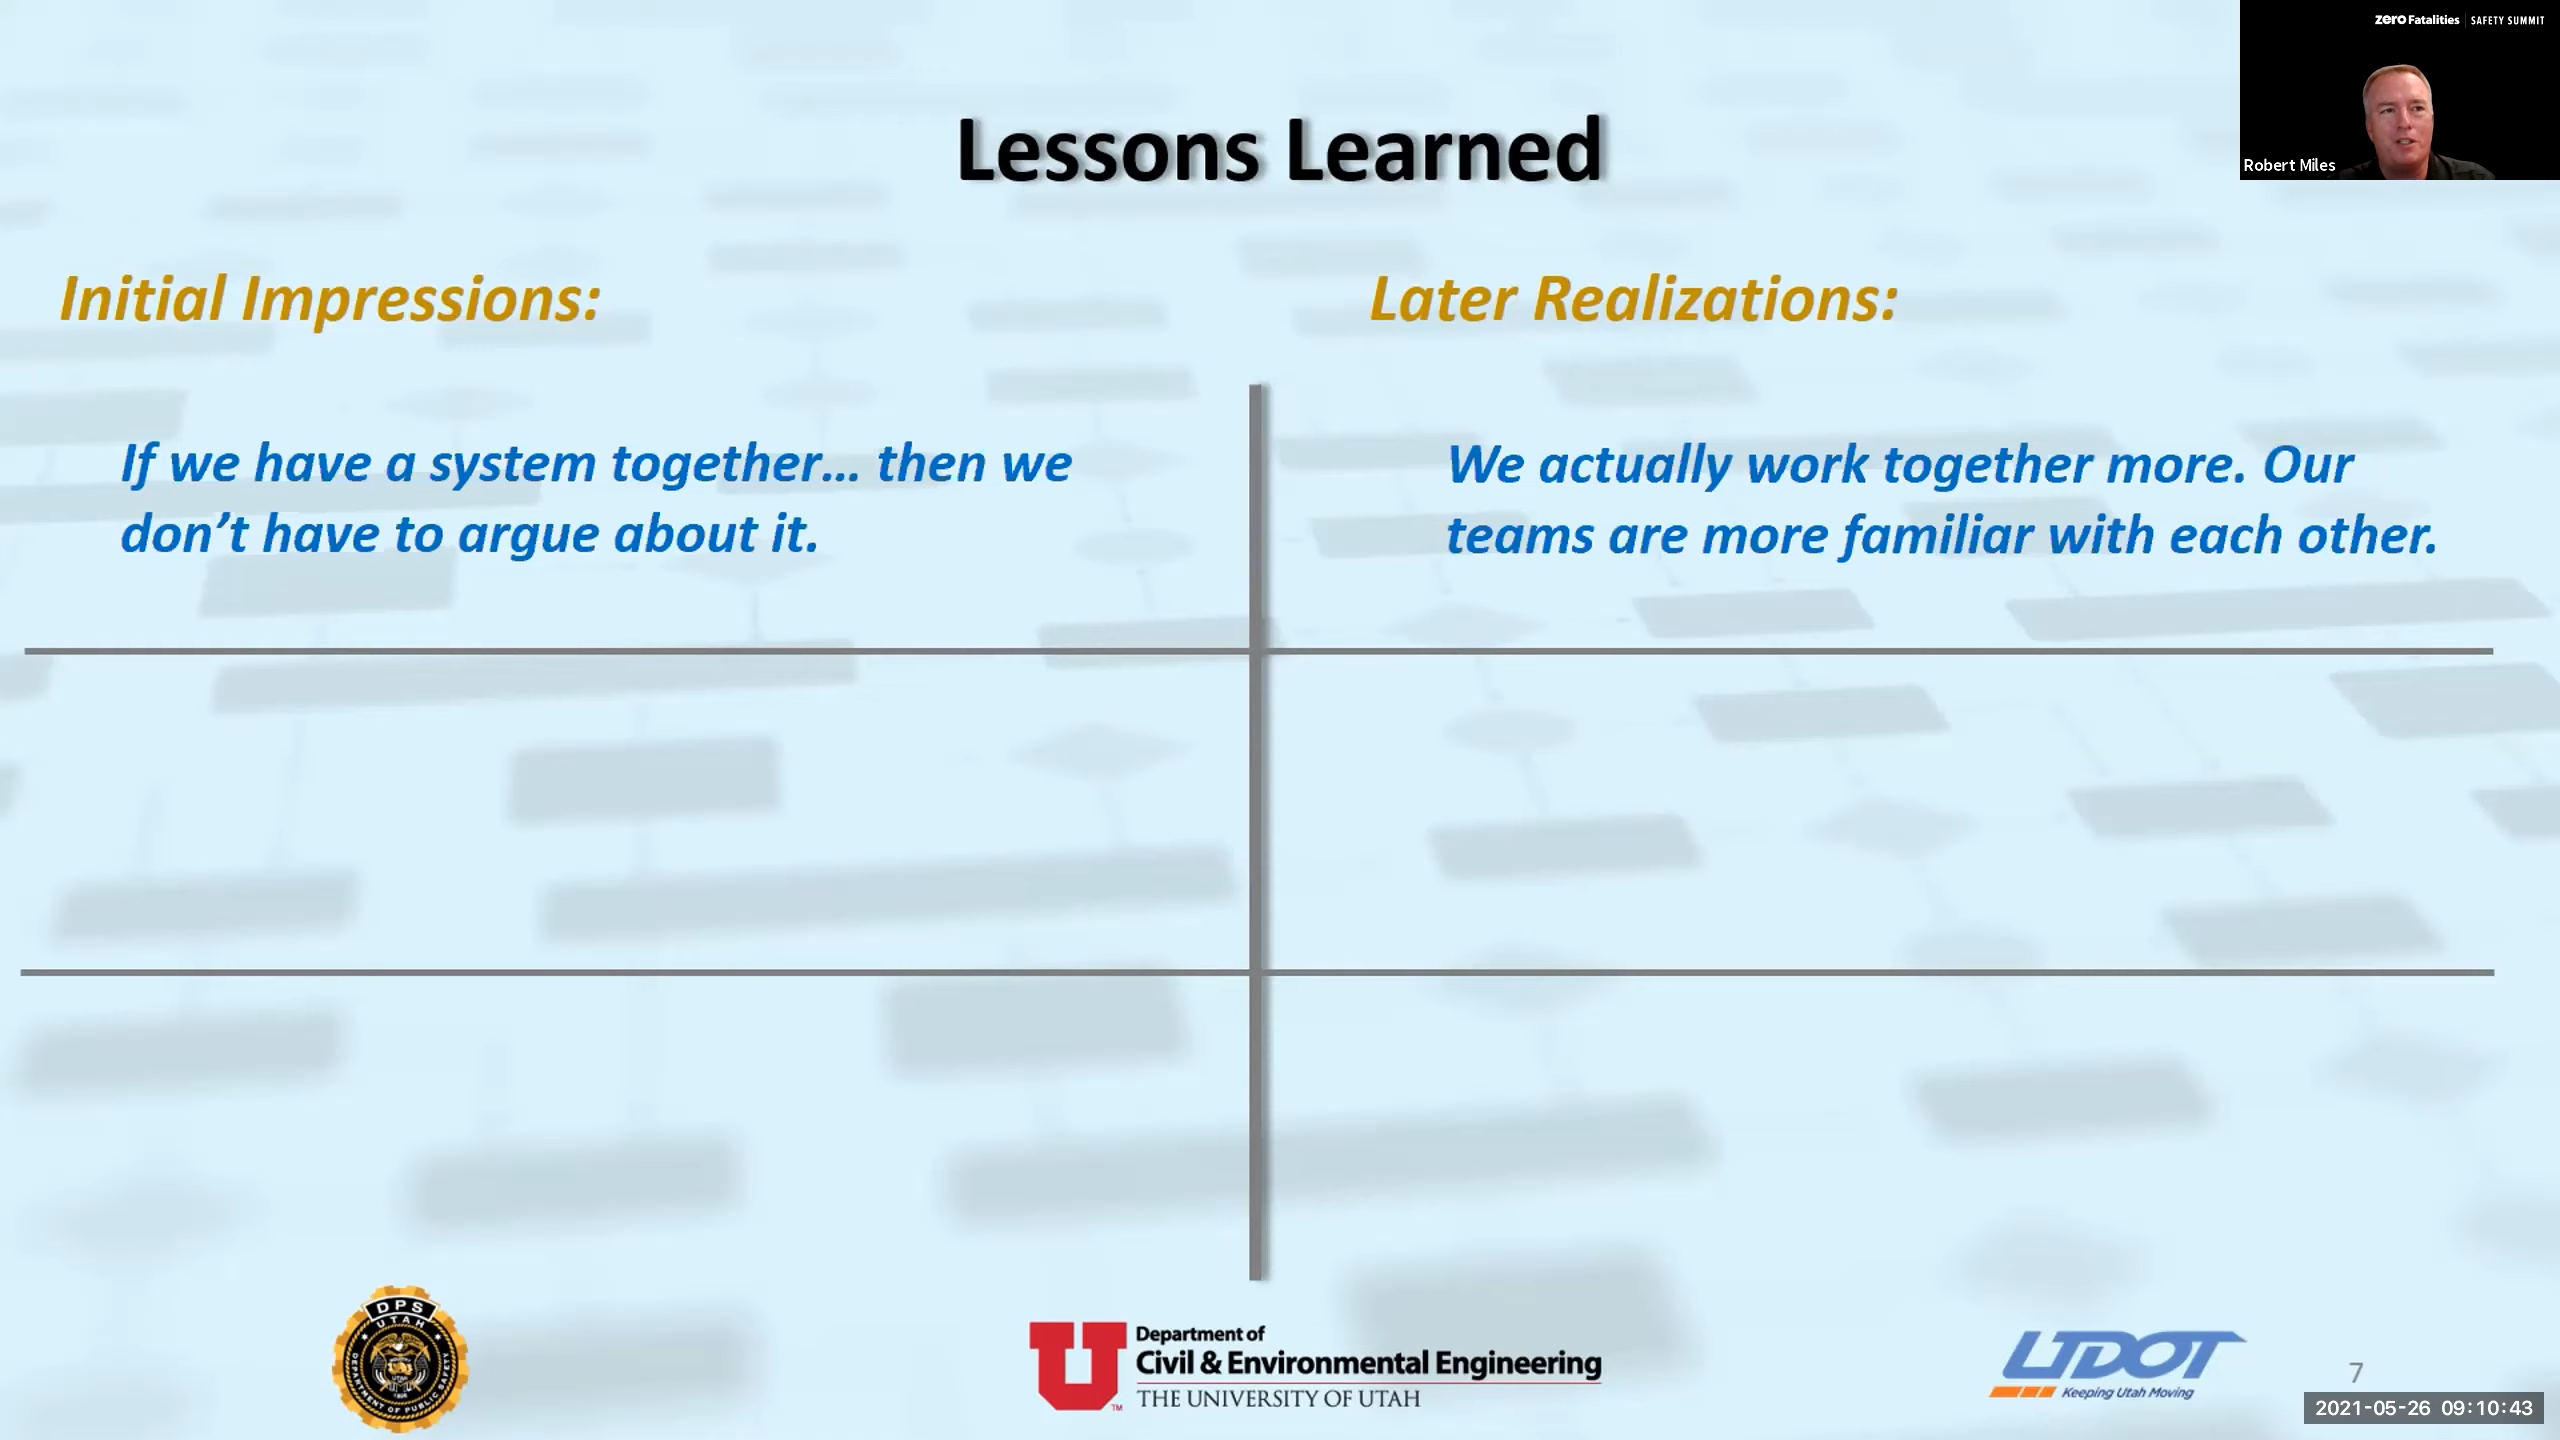 zero Fatalities | SAFETY SUMMIT
Robert Miles
Lessons Learned
Initial Impressions:
Later Realizations:
If we have a system together... then we
don't have to argue about it.
We actually work together more. Our
teams are more familiar with each other.
DPS
UTAH
DEPARTMENT OF PUBLIC SAFETY
U
TM
Department of
Civil & Environmental Engineering
THE UNIVERSITY OF UTAH
UDOT
Keeping Utah Moving
7
2021-05-26 09:10:43